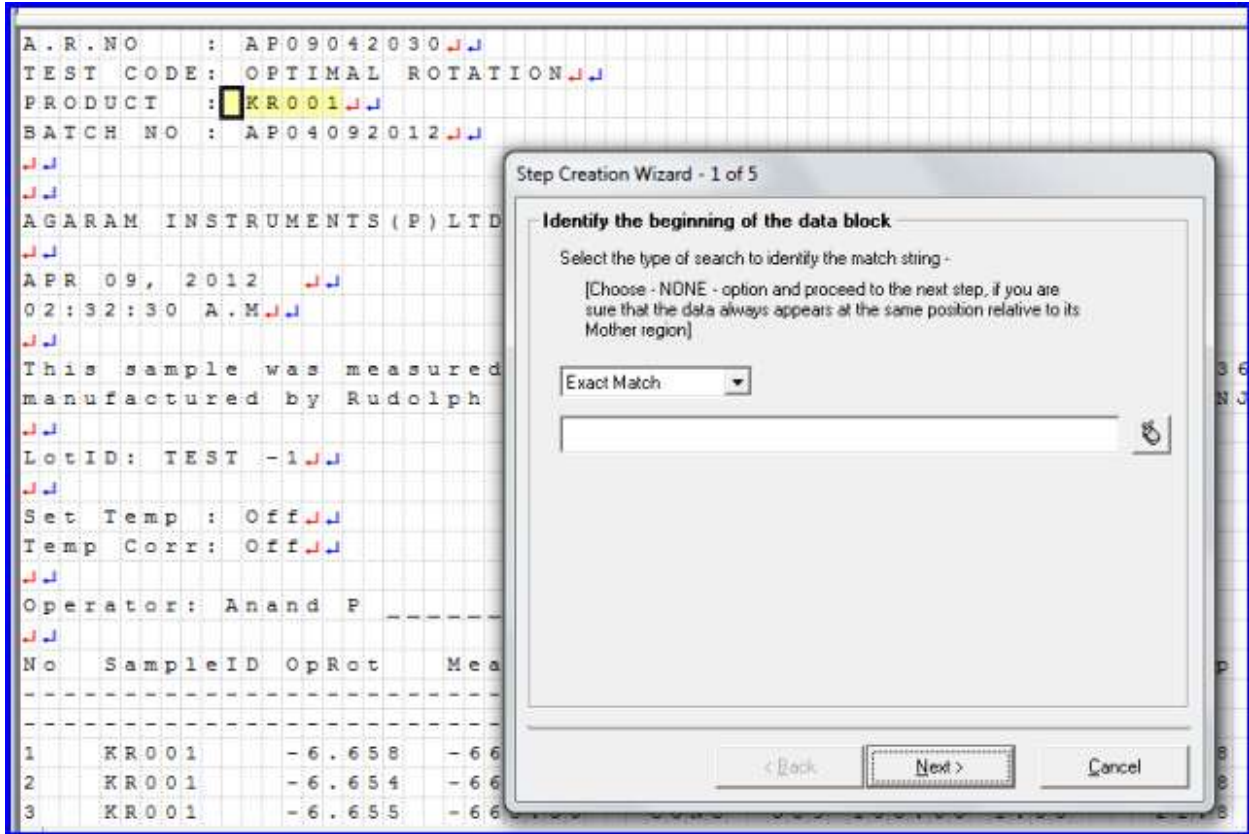 A.R.NO : AP09042030
TEST CODE: OPTIMAL ROTATION
PRODUCT : KR001
BATCH NO : AP04092012
AGARAM INSTRUMENTS(P)LTD
APR 09, 2012
02:32:30 A.M
This sample was measured
manufactured by Rudolph
LotID: TEST -1
Set Temp : Off
Temp Corr: Off
Operator: Anand P ______
No SampleID OpRot Mea
------------------------
------------------------
1 KR001 -6.658 -66
2 KR001 -6.654 -66
3 KR001 -6.655
Step Creation Wizard - 1 of 5
Identify the beginning of the data block
Select the type of search to identify the match string -
[Choose - NONE - option and proceed to the next step, if you are
sure that the data always appears at the same position relative to its
Mother region]
Exact Match
< Back Next > Cancel